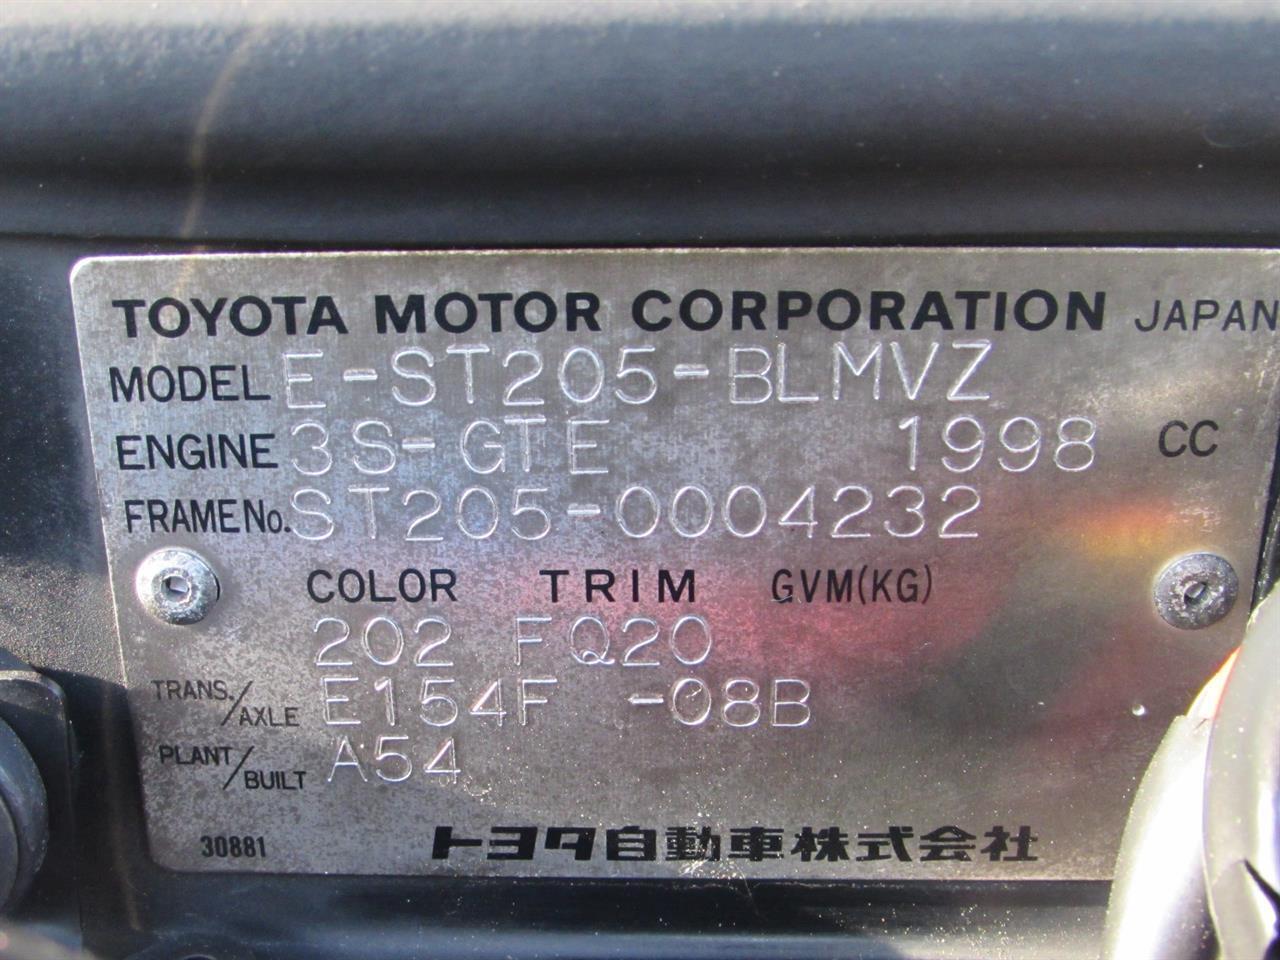 TOYOTA MOTOR CORPORATION JAPAN
MODEL E-ST205-BLMVZ
ENGINE 3S-GTE 1998 CC
FRAME No. ST205-0004232
COLOR TRIM GVM(KG)
202 FQ20
TRANS./AXLE E154F -08B
PLANT/BUILT A54
30881 トヨタ自動車株式会社